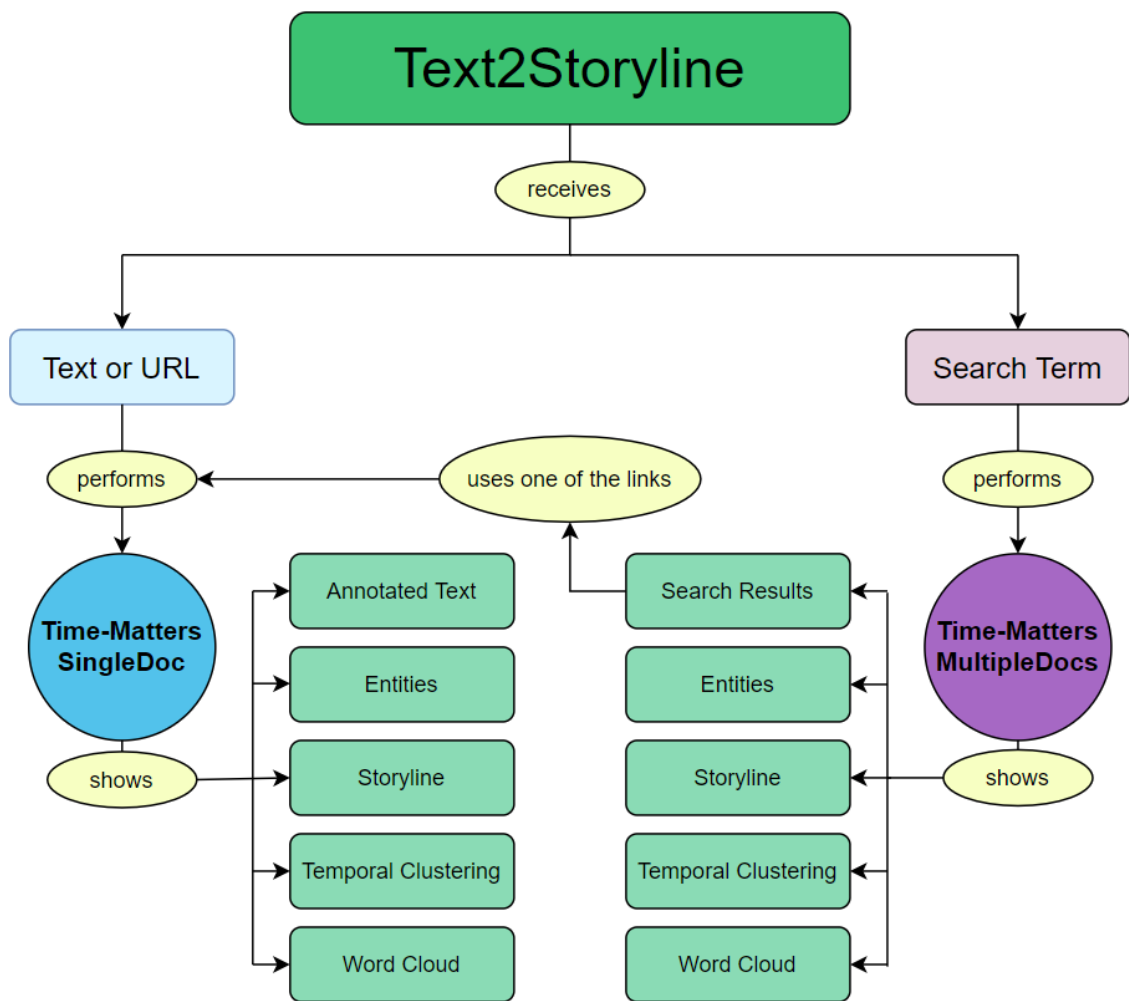 Text2Storyline
receives
Text or URL
Search Term
performs
uses one of the links
performs
Time-Matters
SingleDoc
Annotated Text
Search Results
Time-Matters
MultipleDocs
Entities
Entities
shows
Storyline
Storyline
shows
Temporal Clustering
Temporal Clustering
Word Cloud
Word Cloud